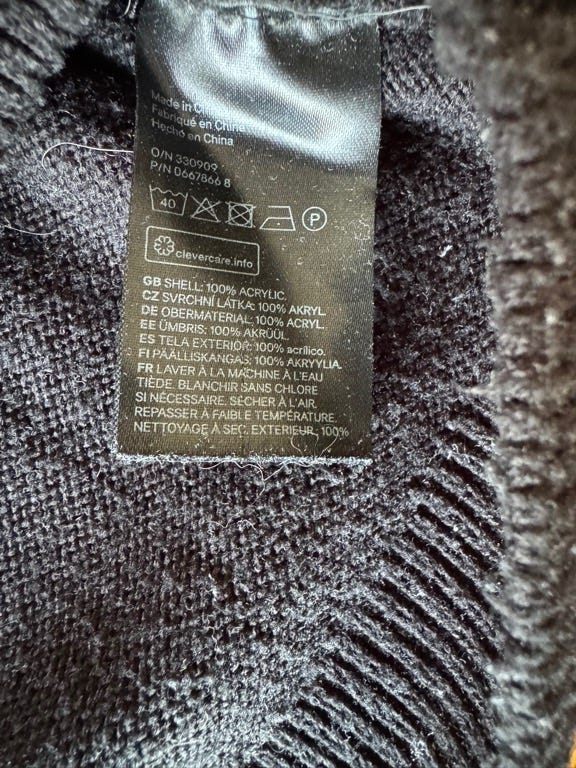 Made in China
Fabriqué en Chine
Hecho en China
O/N 330909
P/N 0667866 8
40 P
clevercare.info
GB SHELL: 100% ACRYLIC.
CZ SVRCHNÍ LÁTKA: 100% AKRYL.
DE OBERMATERIAL: 100% ACRYL.
EE ÜMBRIS: 100% AKRÜÜL.
ES TELA EXTERIOR: 100% acrílico.
FI PÄÄLLISKANGAS: 100% AKRYYLIA.
FR LAVER À LA MACHINE À L'EAU
TIÈDE. BLANCHIR SANS CHLORE
SI NÉCESSAIRE. SÉCHER À L'AIR.
REPASSER À FAIBLE TEMPÉRATURE.
NETTOYAGE À SEC. EXTERIEUR: 100%